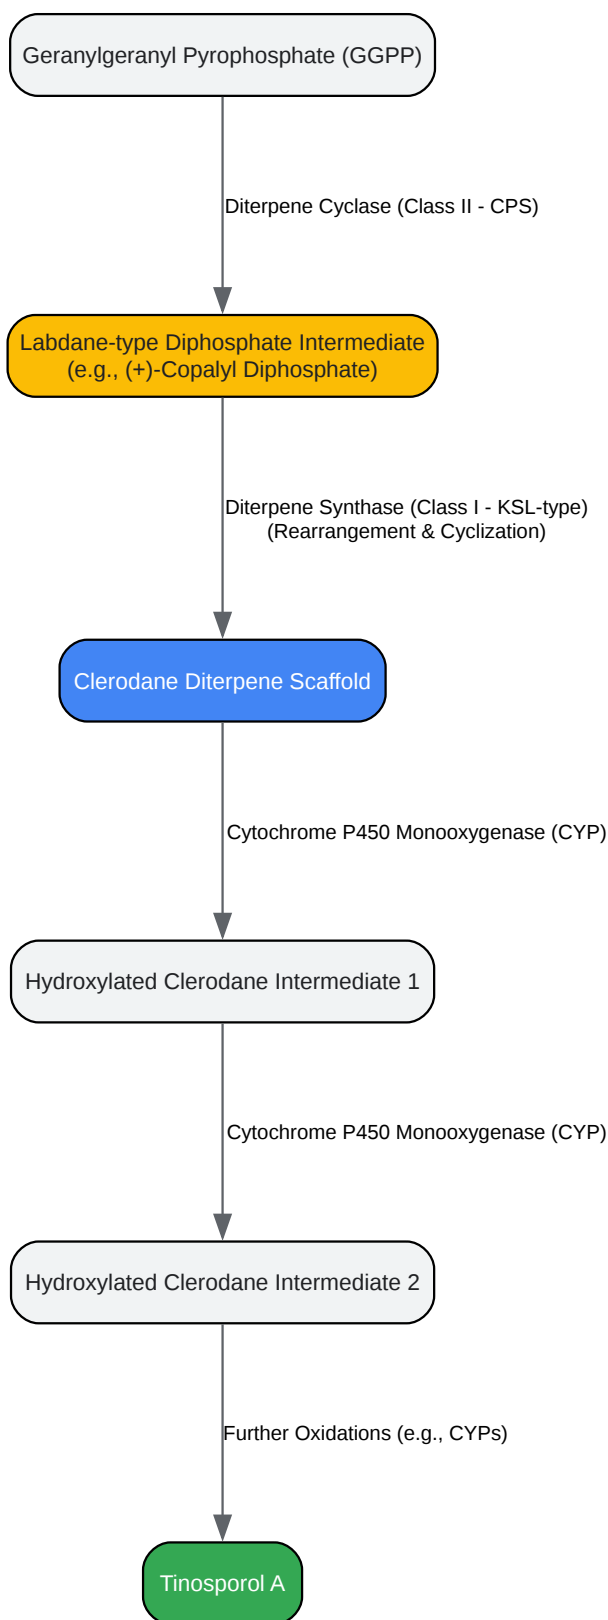 Geranylgeranyl Pyrophosphate (GGPP)
Diterpene Cyclase (Class II - CPS)
Labdane-type Diphosphate Intermediate
(e.g., (+)-Copalyl Diphosphate)
Diterpene Synthase (Class I - KSL-type)
(Rearrangement & Cyclization)
Clerodane Diterpene Scaffold
Cytochrome P450 Monooxygenase (CYP)
Hydroxylated Clerodane Intermediate 1
Cytochrome P450 Monooxygenase (CYP)
Hydroxylated Clerodane Intermediate 2
Further Oxidations (e.g., CYPs)
Tinosporol A